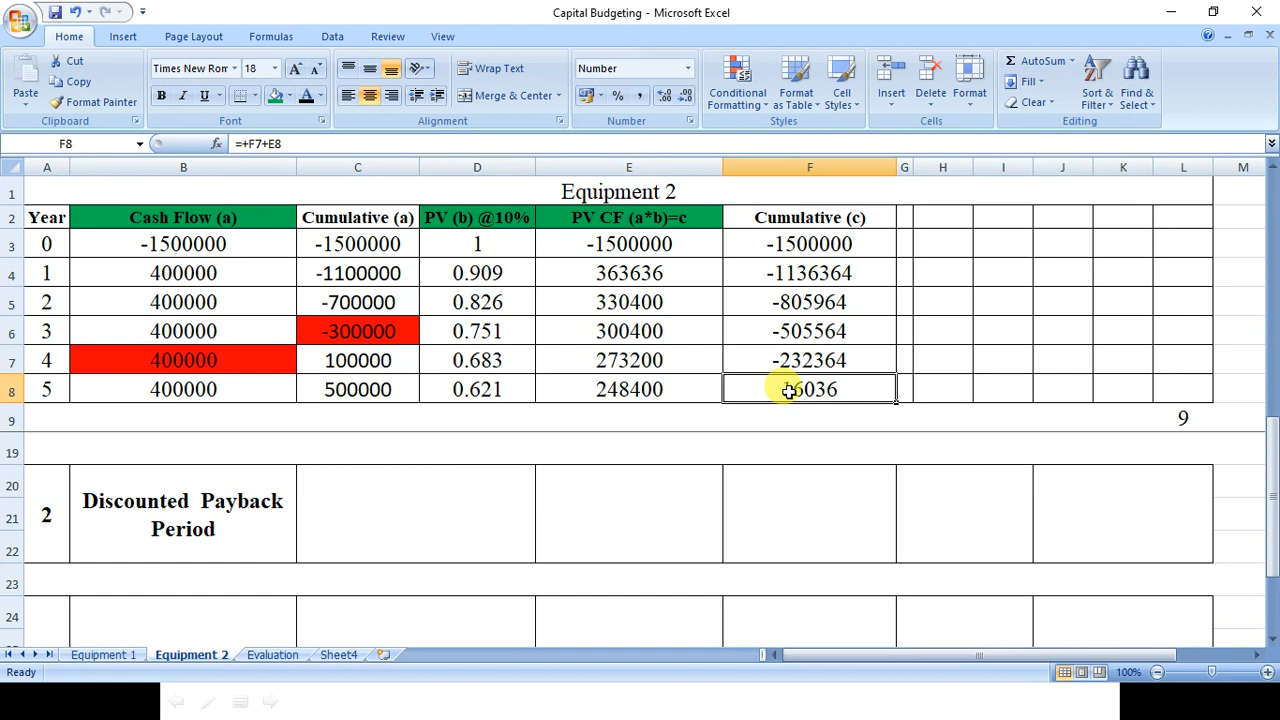 Capital Budgeting - Microsoft Excel
Home Insert Page Layout Formulas Data Review View
Paste Cut Copy Format Painter Clipboard
Times New Rom 18 A A B I U A Font
Wrap Text Merge & Center Alignment
Number % , Number
Conditional Formatting Format as Table Cell Styles Styles
Insert Delete Format Cells
Σ AutoSum Fill Clear Sort & Filter Find & Select Editing
F8 fx =+F7+E8
A B C D E F G H I J K L M
1 Equipment 2
2 Year Cash Flow (a) Cumulative (a) PV (b) @10% PV CF (a*b)=c Cumulative (c)
3 0 -1500000 -1500000 1 -1500000 -1500000
4 1 400000 -1100000 0.909 363636 -1136364
5 2 400000 -700000 0.826 330400 -805964
6 3 400000 -300000 0.751 300400 -505564
7 4 400000 100000 0.683 273200 -232364
8 5 400000 500000 0.621 248400 16036
9 9
19
20
21 2 Discounted Payback Period
22
23
24
Equipment 1 Equipment 2 Evaluation Sheet4
Ready 100%